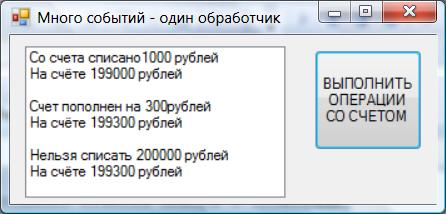 Много событий - один обработчик
Со счета списано1000 рублей
На счёте 199000 рублей
Счет пополнен на 300рублей
На счёте 199300 рублей
Нельзя списать 200000 рублей
На счёте 199300 рублей
ВЫПОЛНИТЬ
ОПЕРАЦИИ
СО СЧЕТОМ